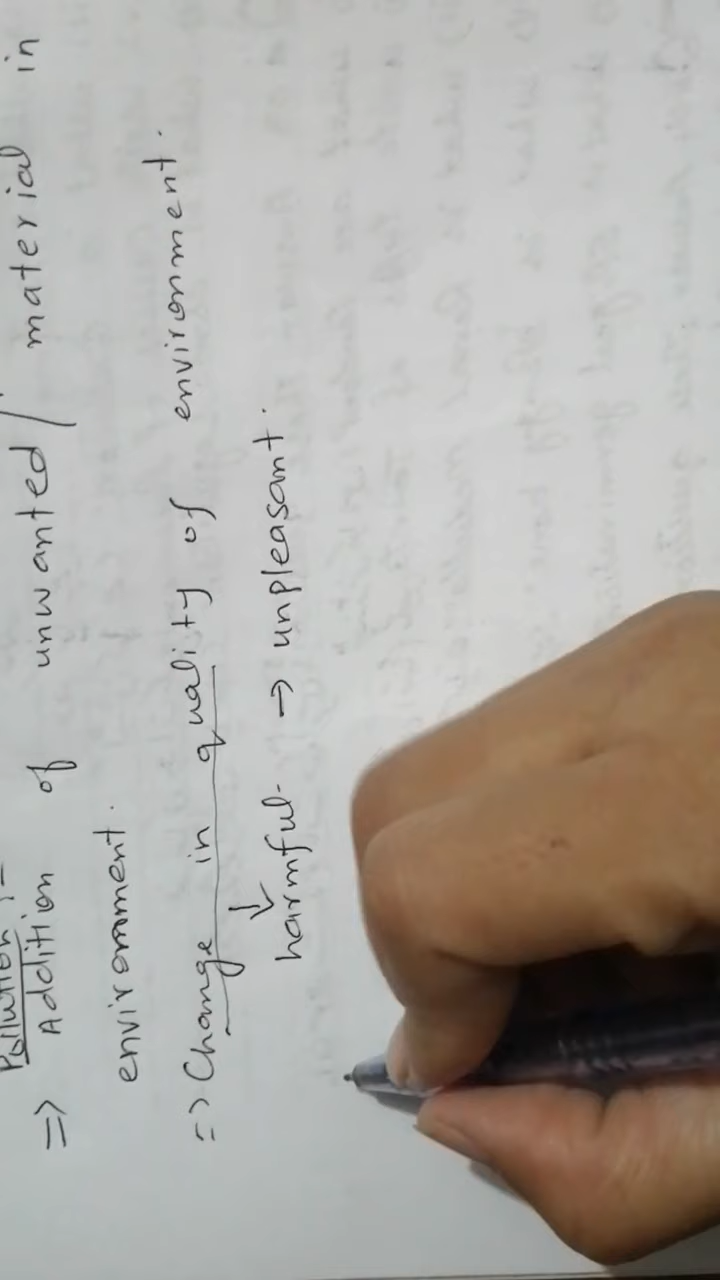 Pollution :-
=> Addition of unwanted / material in
environment.
=> Change in quality of environment.
↓
harmful. → unpleasant.